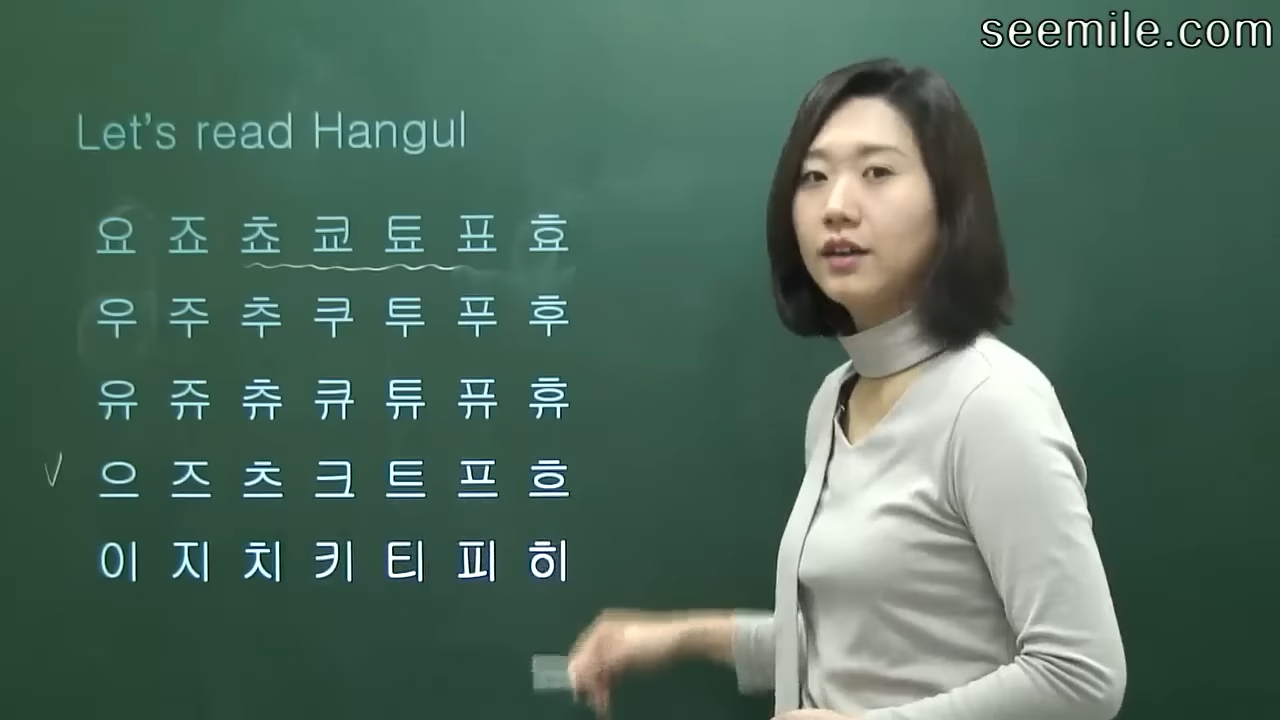 seemile.com
Let's read Hangul
요 죠 쵸 쿄 툐 표 효
우 주 추 쿠 투 푸 후
유 쥬 츄 큐 튜 퓨 휴
으 즈 츠 크 트 프 흐
이 지 치 키 티 피 히